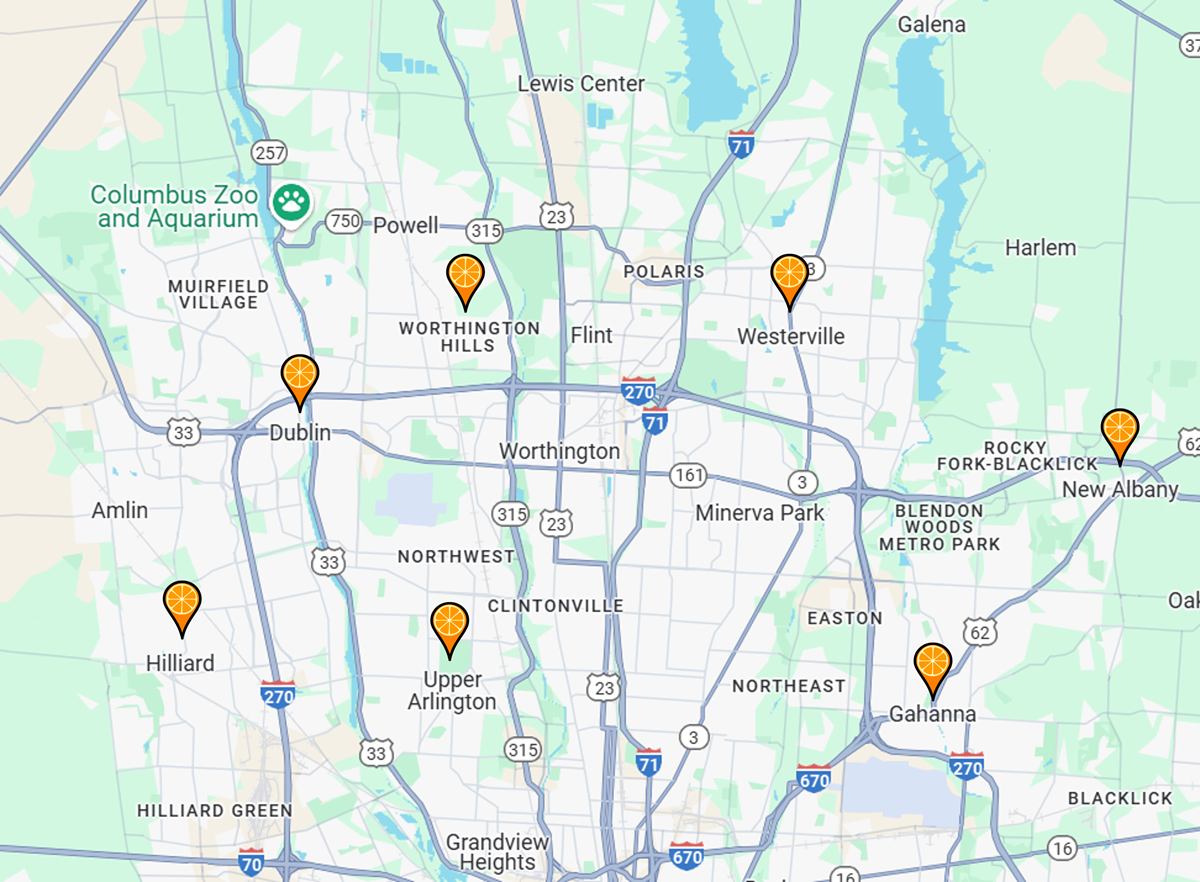 Galena
37
Lewis Center
71
257
Columbus Zoo
and Aquarium
750
Powell
315
23
Harlem
POLARIS
3
MUIRFIELD
VILLAGE
WORTHINGTON
HILLS
Flint
Westerville
270
71
33
Dublin
Worthington
ROCKY
FORK-BLACKLICK
62
161
3
New Albany
Amlin
315
23
Minerva Park
BLENDON
WOODS
METRO PARK
33
NORTHWEST
CLINTONVILLE
EASTON
Oak
62
Hilliard
Upper
Arlington
270
23
NORTHEAST
Gahanna
33
315
3
71
670
270
HILLIARD GREEN
BLACKLICK
Grandview
Heights
70
670
16
16